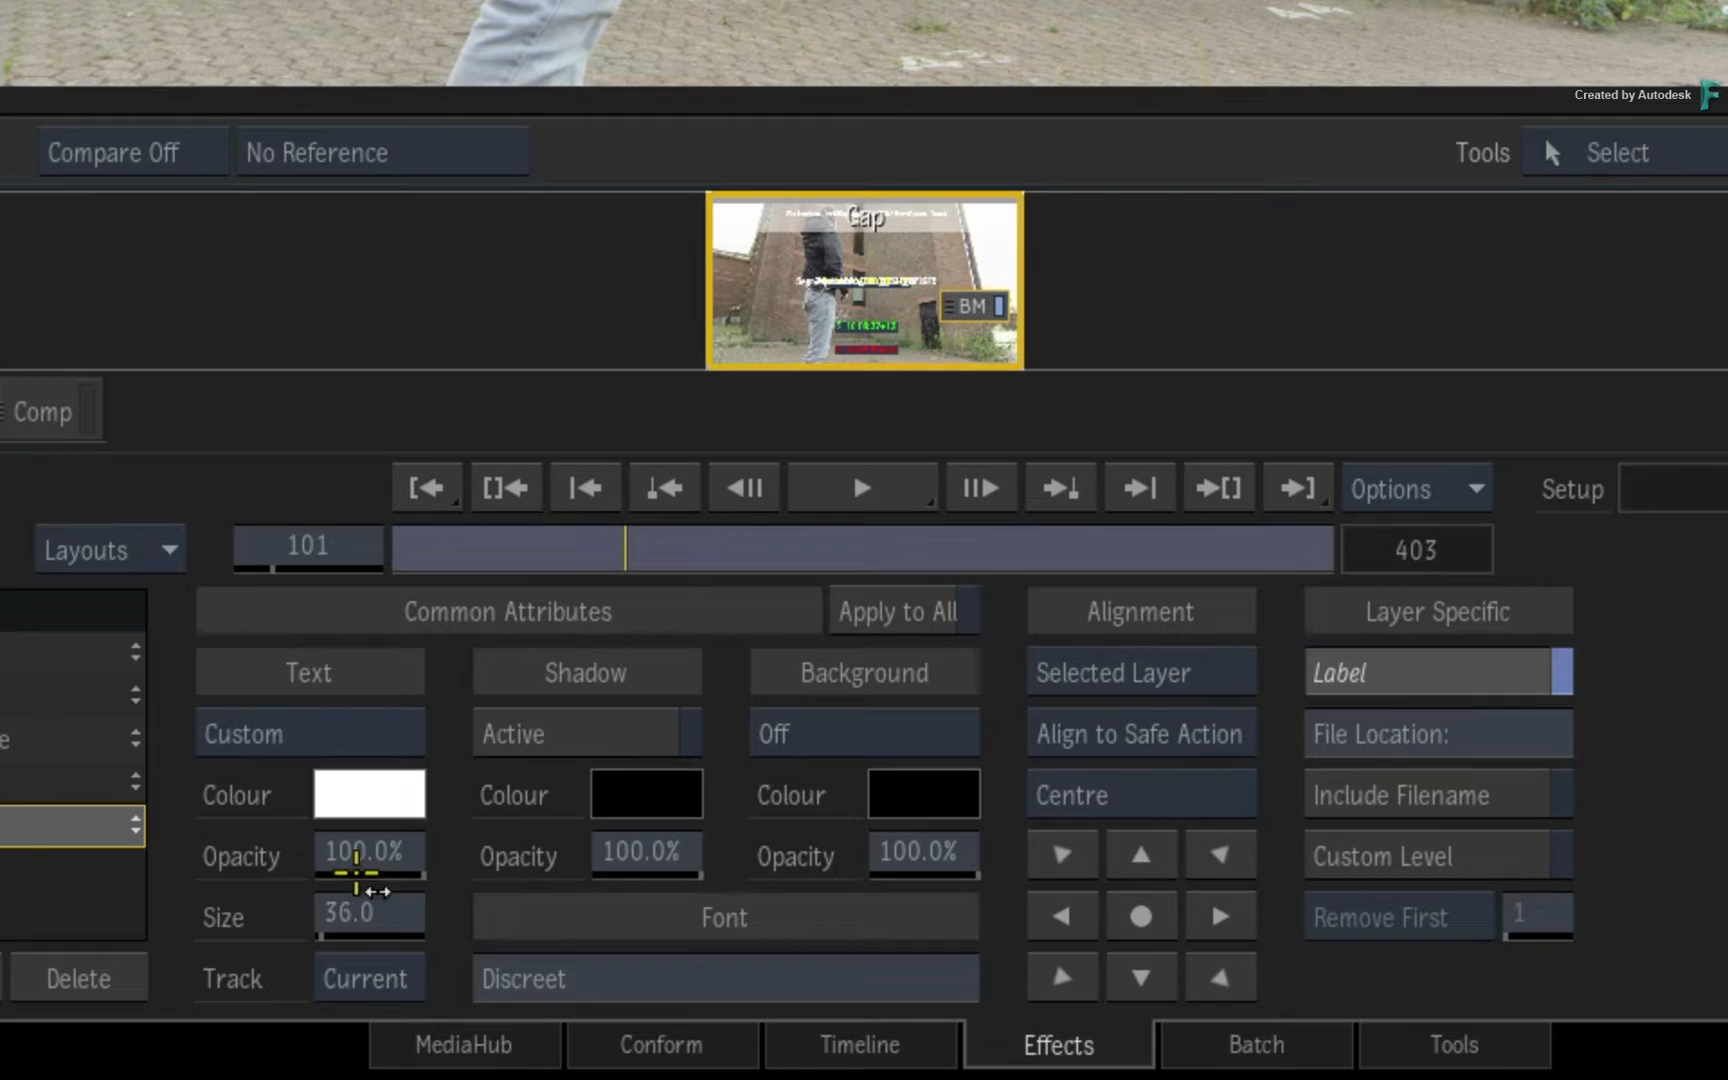 Created by Autodesk
Compare Off No Reference Tools Select
Gap
BM
Comp
Options Setup
Layouts 101 403
Common Attributes Apply to All Alignment Layer Specific
Text Shadow Background Selected Layer Label
Custom Active Off Align to Safe Action File Location:
e
Colour Colour Colour Centre Include Filename
Opacity 100.0% Opacity 100.0% Opacity 100.0% Custom Level
Size 36.0 Font Remove First 1
Delete Track Current Discreet
MediaHub Conform Timeline Effects Batch Tools